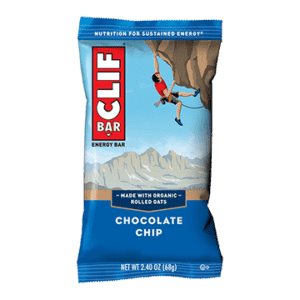 NUTRITION FOR SUSTAINED ENERGY®
CLIF
BAR
ENERGY BAR
MADE WITH ORGANIC
ROLLED OATS
CHOCOLATE
CHIP
NET WT 2.40 OZ (68g)